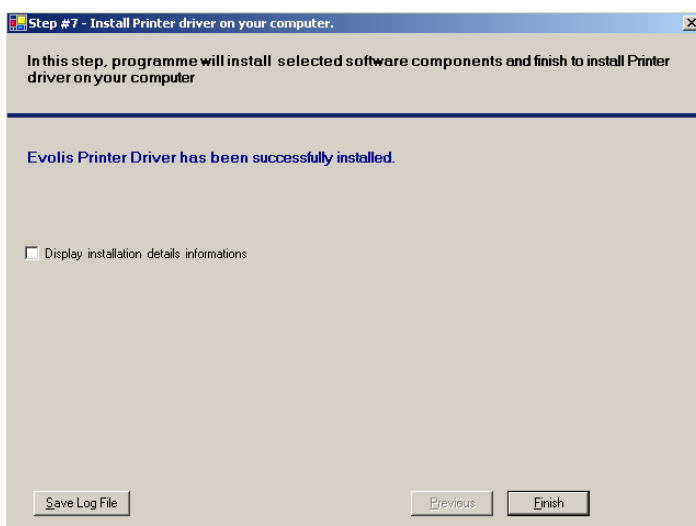 Step #7 - Install Printer driver on your computer.
In this step, programme will install selected software components and finish to install Printer
driver on your computer
Evolis Printer Driver has been successfully installed.
Display installation details informations
Save Log File
Previous
Finish